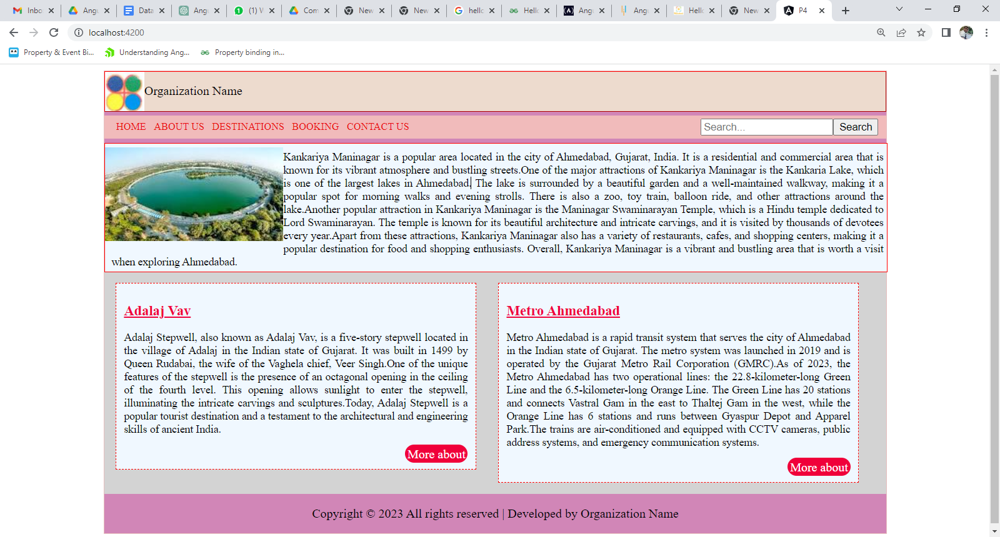 Inbo
Angu
Data
Angu
(1) V
Com
New
New
hello
Hello
Angu
Angu
Hello
New
P4
localhost:4200
Property & Event Bi...
Understanding Ang...
Property binding in...
Organization Name
HOME ABOUT US DESTINATIONS BOOKING CONTACT US
Search...
Search
Kankariya Maninagar is a popular area located in the city of Ahmedabad, Gujarat, India. It is a residential and commercial area that is
known for its vibrant atmosphere and bustling streets.One of the major attractions of Kankariya Maninagar is the Kankaria Lake, which
is one of the largest lakes in Ahmedabad. The lake is surrounded by a beautiful garden and a well-maintained walkway, making it a
popular spot for morning walks and evening strolls. There is also a zoo, toy train, balloon ride, and other attractions around the
lake.Another popular attraction in Kankariya Maninagar is the Maninagar Swaminarayan Temple, which is a Hindu temple dedicated to
Lord Swaminarayan. The temple is known for its beautiful architecture and intricate carvings, and it is visited by thousands of devotees
every year.Apart from these attractions, Kankariya Maninagar also has a variety of restaurants, cafes, and shopping centers, making it a
popular destination for food and shopping enthusiasts. Overall, Kankariya Maninagar is a vibrant and bustling area that is worth a visit
when exploring Ahmedabad.
Adalaj Vav
Adalaj Stepwell, also known as Adalaj Vav, is a five-story stepwell located in
the village of Adalaj in the Indian state of Gujarat. It was built in 1499 by
Queen Rudabai, the wife of the Vaghela chief, Veer Singh.One of the unique
features of the stepwell is the presence of an octagonal opening in the ceiling
of the fourth level. This opening allows sunlight to enter the stepwell,
illuminating the intricate carvings and sculptures.Today, Adalaj Stepwell is a
popular tourist destination and a testament to the architectural and engineering
skills of ancient India.
More about
Metro Ahmedabad
Metro Ahmedabad is a rapid transit system that serves the city of Ahmedabad
in the Indian state of Gujarat. The metro system was launched in 2019 and is
operated by the Gujarat Metro Rail Corporation (GMRC).As of 2023, the
Metro Ahmedabad has two operational lines: the 22.8-kilometer-long Green
Line and the 6.5-kilometer-long Orange Line. The Green Line has 20 stations
and connects Vastral Gam in the east to Thaltej Gam in the west, while the
Orange Line has 6 stations and runs between Gyaspur Depot and Apparel
Park.The trains are air-conditioned and equipped with CCTV cameras, public
address systems, and emergency communication systems.
More about
Copyright © 2023 All rights reserved | Developed by Organization Name